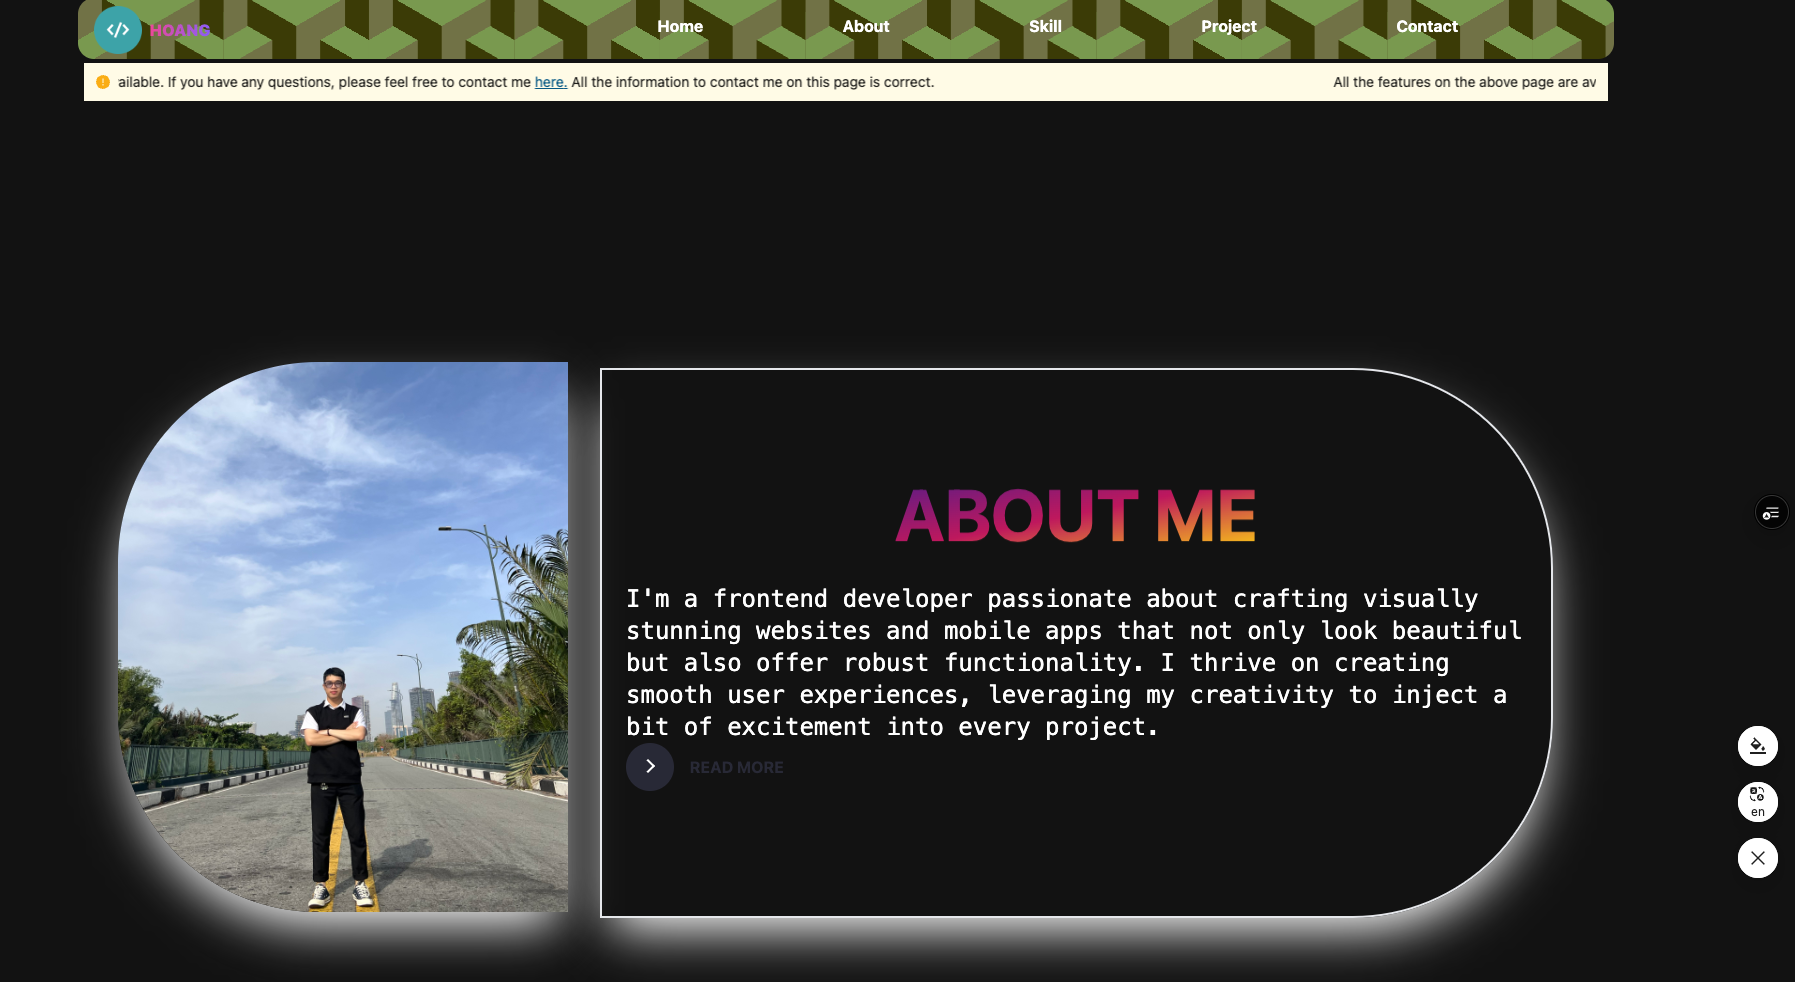 </> HOANG
Home
About
Skill
Project
Contact
ailable. If you have any questions, please feel free to contact me here. All the information to contact me on this page is correct.
All the features on the above page are av
ABOUT ME
I'm a frontend developer passionate about crafting visually
stunning websites and mobile apps that not only look beautiful
but also offer robust functionality. I thrive on creating
smooth user experiences, leveraging my creativity to inject a
bit of excitement into every project.
READ MORE
en